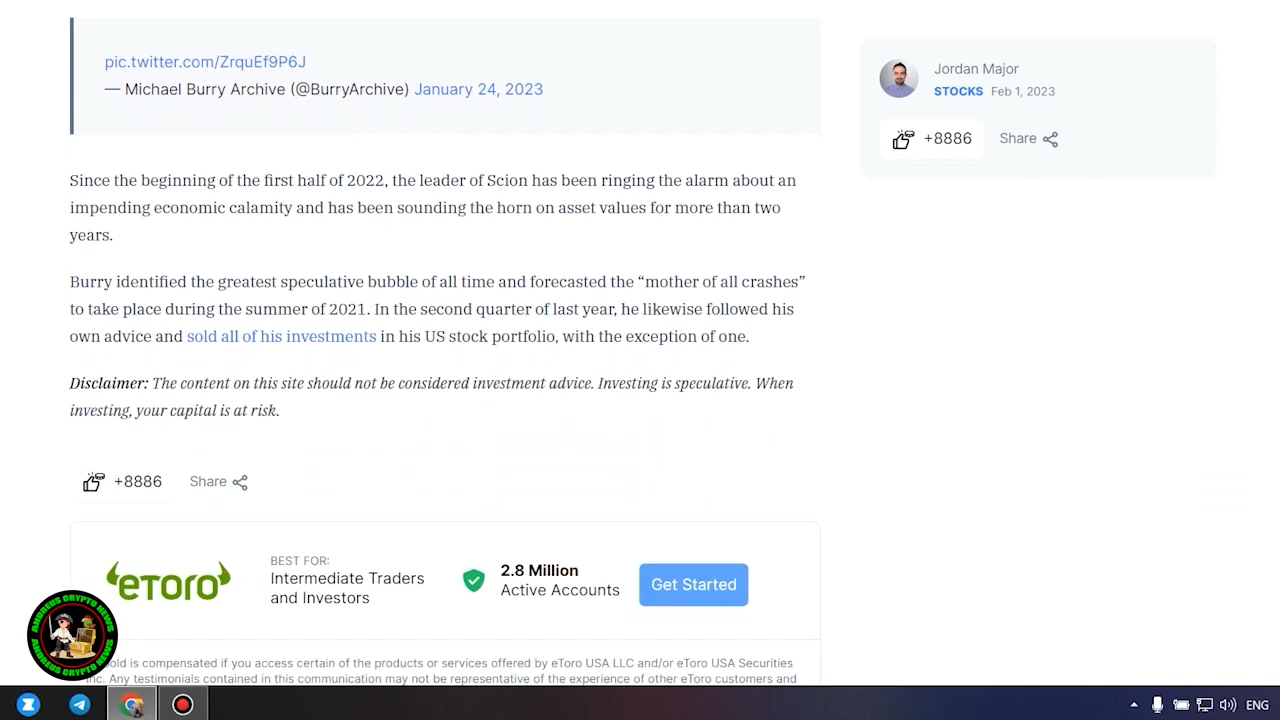 pic.twitter.com/ZrquEf9P6J
— Michael Burry Archive (@BurryArchive) January 24, 2023
Jordan Major
STOCKS Feb 1, 2023
+8886 Share
Since the beginning of the first half of 2022, the leader of Scion has been ringing the alarm about an
impending economic calamity and has been sounding the horn on asset values for more than two
years.
Burry identified the greatest speculative bubble of all time and forecasted the “mother of all crashes”
to take place during the summer of 2021. In the second quarter of last year, he likewise followed his
own advice and sold all of his investments in his US stock portfolio, with the exception of one.
Disclaimer: The content on this site should not be considered investment advice. Investing is speculative. When
investing, your capital is at risk.
+8886 Share
eToro
BEST FOR:
Intermediate Traders
and Investors
2.8 Million
Active Accounts
Get Started
ANDREUS CRYPTO NEWS
ANDREUS CRYPTO NEWS
is compensated if you access certain of the products or services offered by eToro USA LLC and/or eToro USA Securities
Inc. Any testimonials contained in this communication may not be representative of the experience of other eToro customers and
ENG